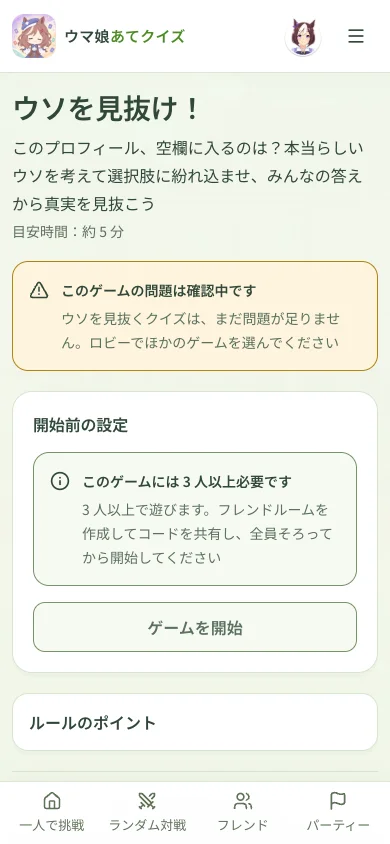 ウマ娘あてクイズ
ウソを見抜け！
このプロフィール、空欄に入るのは？本当らしい
ウソを考えて選択肢に紛れ込ませ、みんなの答え
から真実を見抜こう
目安時間：約 5 分
このゲームの問題は確認中です
ウソを見抜くクイズは、まだ問題が足りませ
ん。ロビーでほかのゲームを選んでください
開始前の設定
このゲームには 3 人以上必要です
3 人以上で遊びます。フレンドルームを
作成してコードを共有し、全員そろって
から開始してください
ゲームを開始
ルールのポイント
一人で挑戦
ランダム対戦
フレンド
パーティー